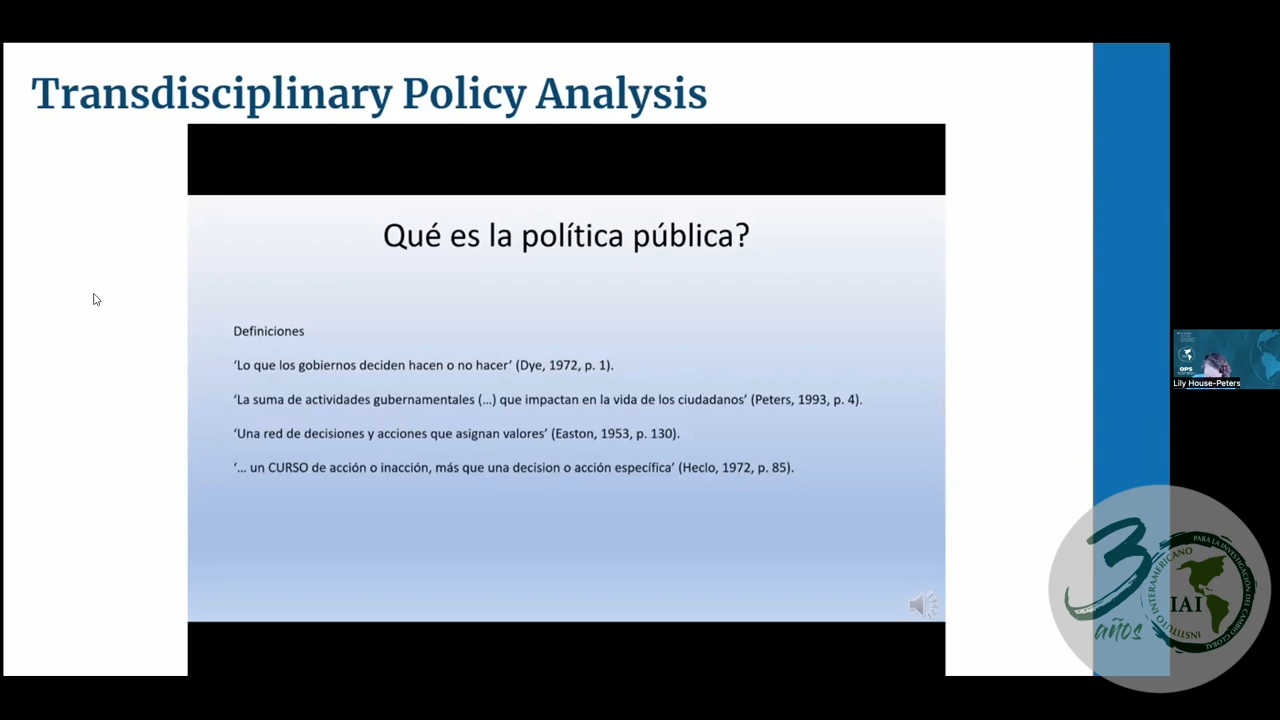 Transdisciplinary Policy Analysis
Qué es la política pública?
Definiciones
‘Lo que los gobiernos deciden hacen o no hacer’ (Dye, 1972, p. 1).
‘La suma de actividades gubernamentales (…) que impactan en la vida de los ciudadanos’ (Peters, 1993, p. 4).
‘Una red de decisiones y acciones que asignan valores’ (Easton, 1953, p. 130).
‘… un CURSO de acción o inacción, más que una decision o acción específica’ (Heclo, 1972, p. 85).
OPS
Lily House-Peters
30
años
IAI
INSTITUTO INTERAMERICANO PARA LA INVESTIGACIÓN DEL CAMBIO GLOBAL